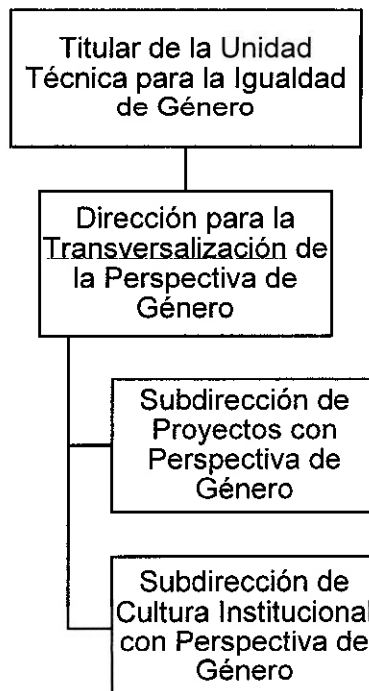 Titular de la Unidad
Técnica para la Igualdad
de Género
Dirección para la
Transversalización de
la Perspectiva de
Género
Subdirección de
Proyectos con
Perspectiva de
Género
Subdirección de
Cultura Institucional
con Perspectiva de
Género